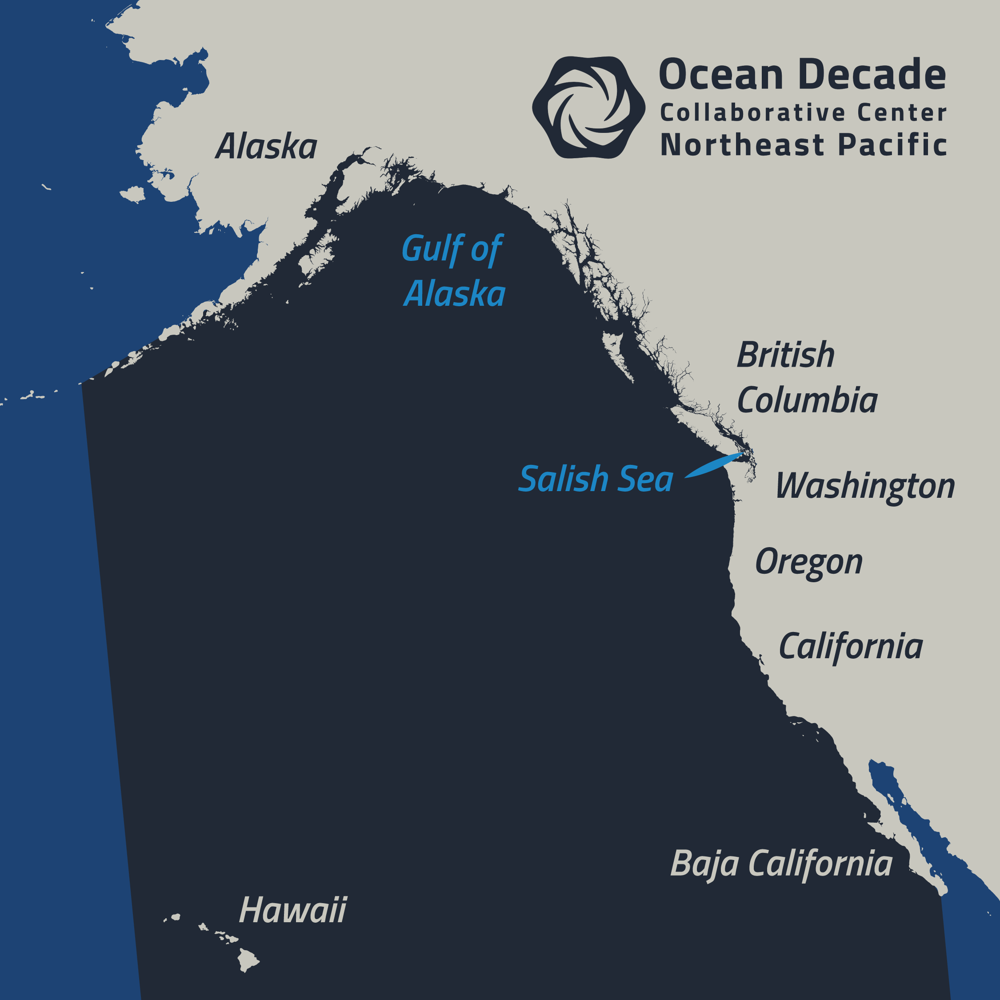 Ocean Decade
Collaborative Center
Northeast Pacific
Alaska
Gulf of
Alaska
British
Columbia
Salish Sea
Washington
Oregon
California
Baja California
Hawaii